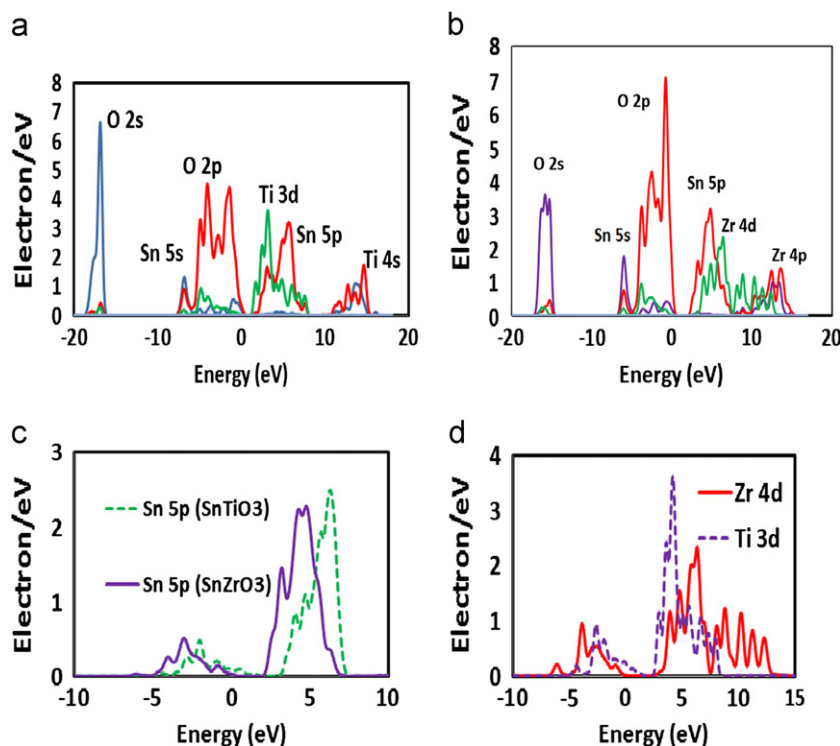 a
Electron/eV
8
7
6
5
4
3
2
1
0
O 2s
O 2p
Sn 5s
Ti 3d
Sn 5p
Ti 4s
-20 -10 0 10 20
Energy (eV)
b
Electron/eV
8
7
6
5
4
3
2
1
0
O 2s
O 2p
Sn 5s
Sn 5p
Zr 4d
Zr 4p
-20 -10 0 10 20
Energy (eV)
c
Electron/eV
3
2
1
0
Sn 5p (SnTiO3)
Sn 5p (SnZrO3)
-10 -5 0 5 10
Energy (eV)
d
Electron/eV
4
3
2
1
0
Zr 4d
Ti 3d
-10 -5 0 5 10 15
Energy (eV)